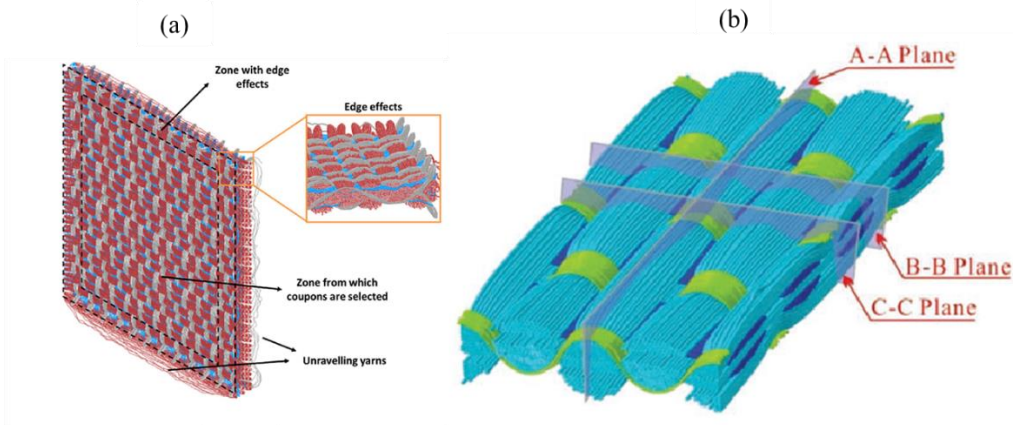 (a)
Zone with edge
effects
Edge effects
Zone from which
coupons are selected
Unravelling yarns
(b)
A-A Plane
B-B Plane
C-C Plane